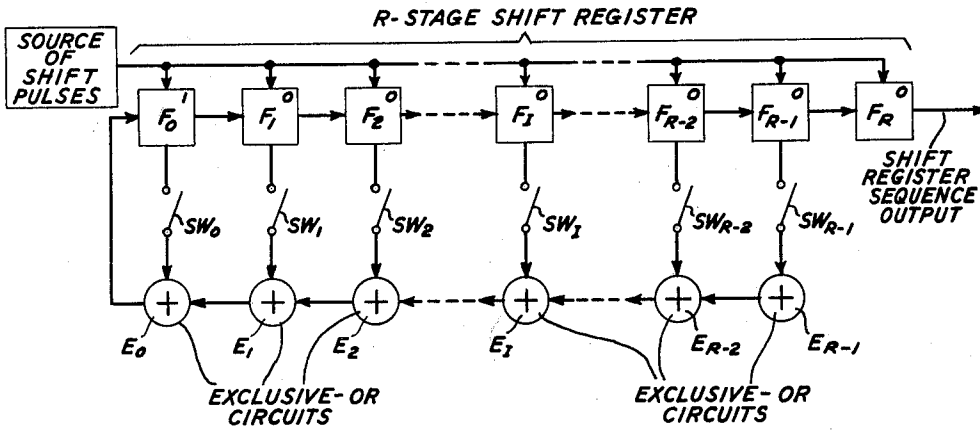 R-STAGE SHIFT REGISTER
SOURCE
OF
SHIFT
PULSES
F0 1
F1 0
F2 0
FI 0
FR-2 0
FR-1 0
FR 0
SHIFT
REGISTER
SEQUENCE
OUTPUT
SW0
SW1
SW2
SWI
SWR-2
SWR-1
+
+
+
+
+
+
E0
E1
E2
EI
ER-2
ER-1
EXCLUSIVE-OR
CIRCUITS
EXCLUSIVE-OR
CIRCUITS